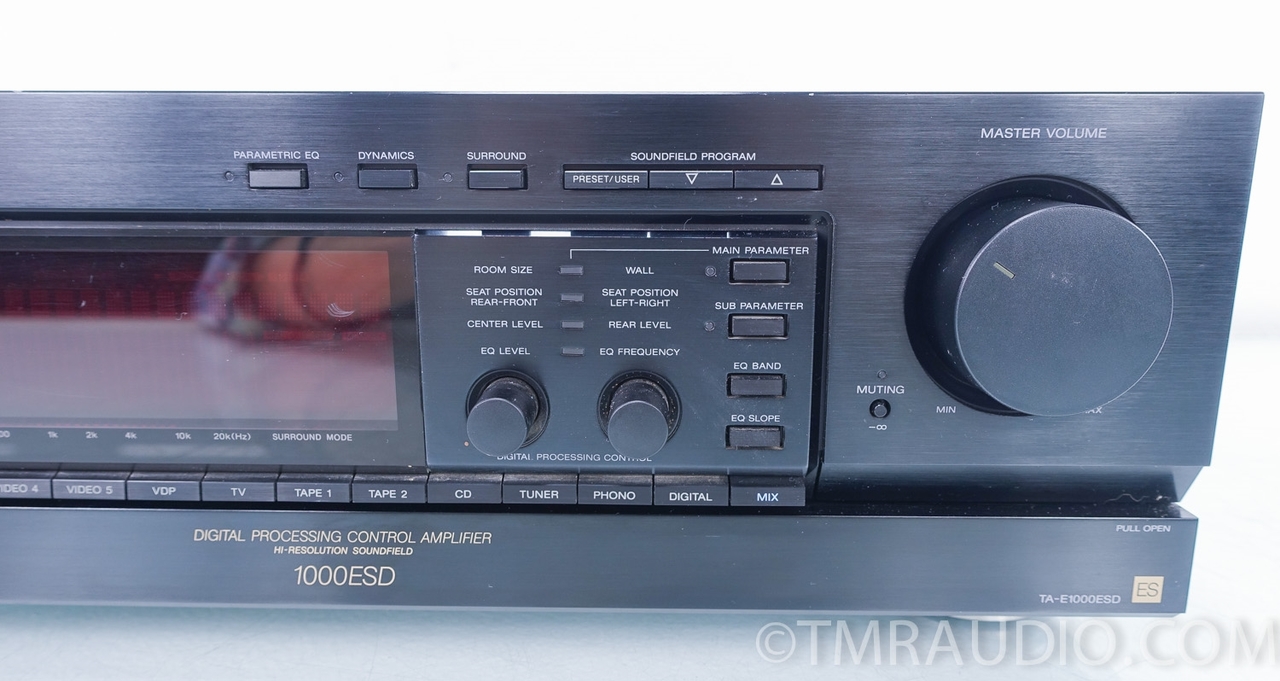 MASTER VOLUME
PARAMETRIC EQ DYNAMICS SURROUND SOUNDFIELD PROGRAM
PRESET/USER ▽ △
MAIN PARAMETER
ROOM SIZE WALL
SEAT POSITION REAR-FRONT SEAT POSITION LEFT-RIGHT
SUB PARAMETER
CENTER LEVEL REAR LEVEL
EQ LEVEL EQ FREQUENCY
EQ BAND
EQ SLOPE
MUTING
-∞
MIN
1k 2k 4k 10k 20k(Hz) SURROUND MODE
DIGITAL PROCESSING CONTROL
VIDEO 5 VDP TV TAPE 1 TAPE 2 CD TUNER PHONO DIGITAL MIX
PULL OPEN
DIGITAL PROCESSING CONTROL AMPLIFIER
HI-RESOLUTION SOUNDFIELD
1000ESD
TA-E1000ESD ES
©TMRAUDIO.COM